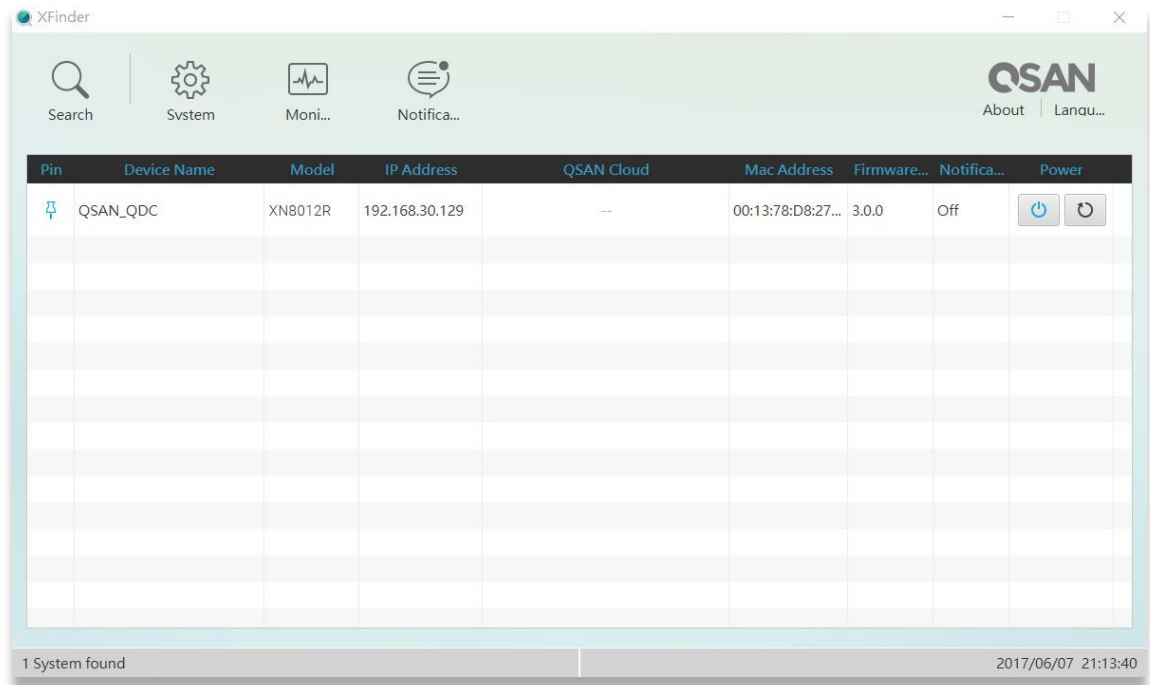 XFinder
Search System Moni... Notifica...
QSAN
About Langu...
Pin Device Name Model IP Address QSAN Cloud Mac Address Firmware... Notifica... Power
QSAN_QDC XN8012R 192.168.30.129 -- 00:13:78:D8:27... 3.0.0 Off
1 System found 2017/06/07 21:13:40